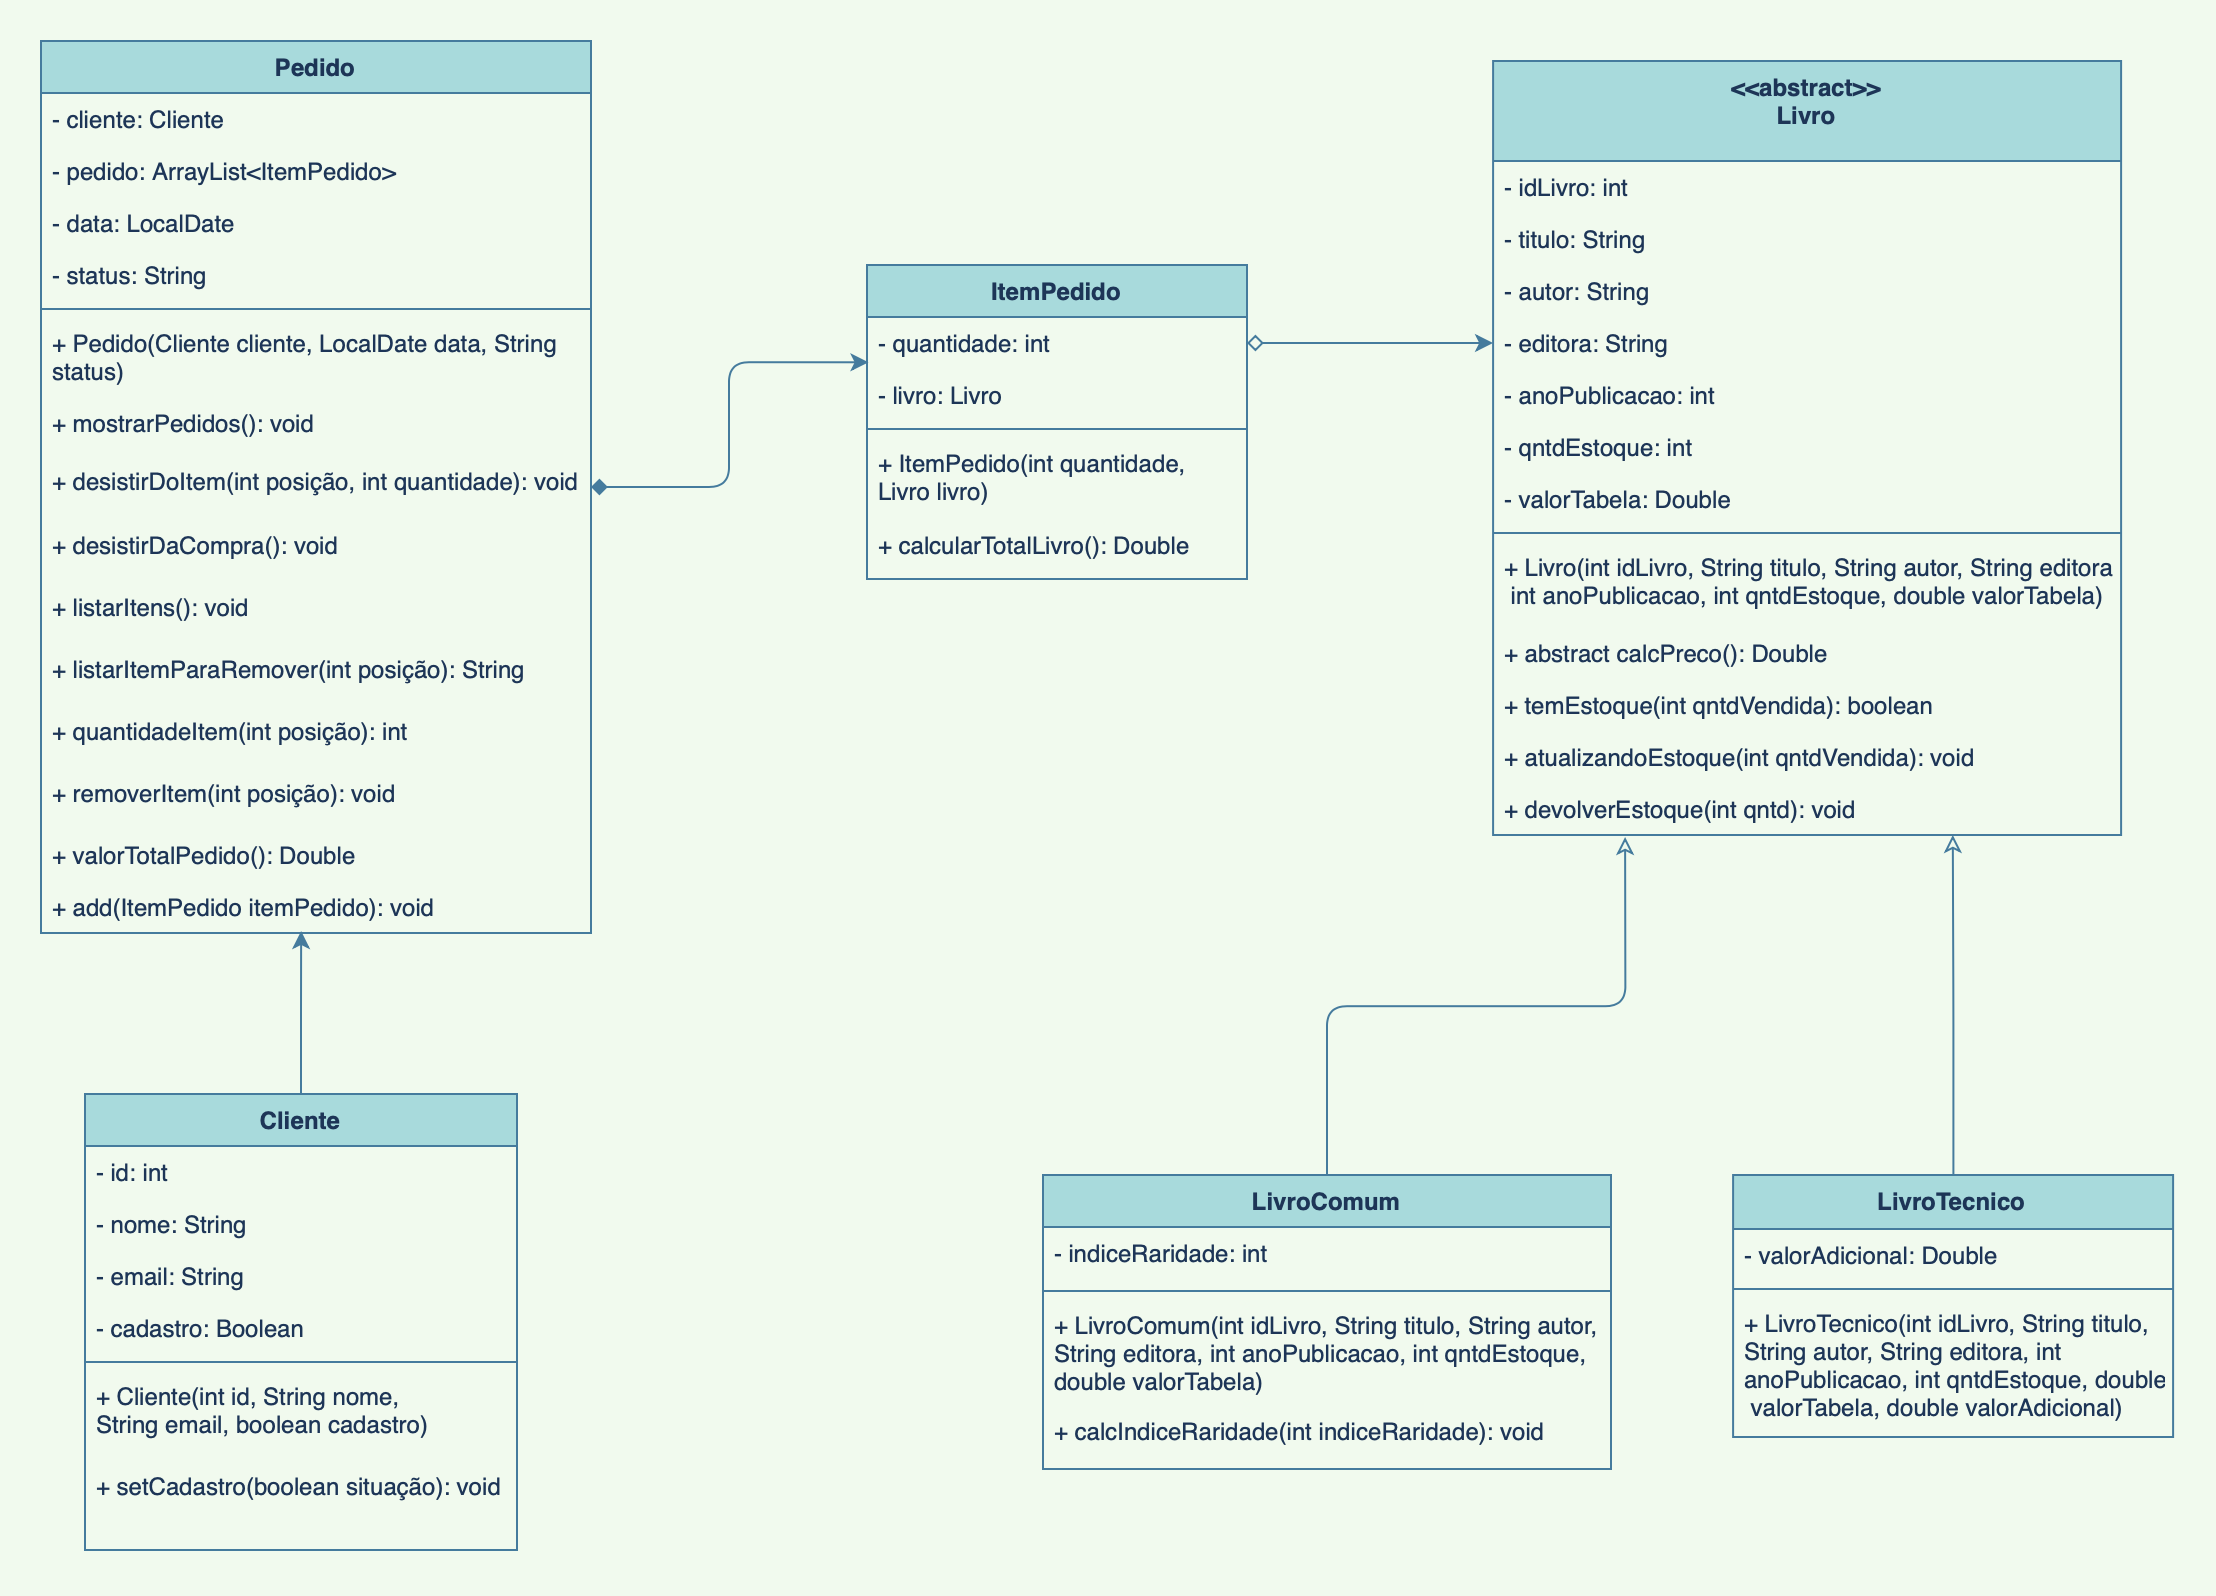 Pedido
- cliente: Cliente
- pedido: ArrayList<ItemPedido>
- data: LocalDate
- status: String
+ Pedido(Cliente cliente, LocalDate data, String
status)
+ mostrarPedidos(): void
+ desistirDoItem(int posição, int quantidade): void
+ desistirDaCompra(): void
+ listarItens(): void
+ listarItemParaRemover(int posição): String
+ quantidadeItem(int posição): int
+ removerItem(int posição): void
+ valorTotalPedido(): Double
+ add(ItemPedido itemPedido): void
ItemPedido
- quantidade: int
- livro: Livro
+ ItemPedido(int quantidade,
Livro livro)
+ calcularTotalLivro(): Double
<<abstract>>
Livro
- idLivro: int
- titulo: String
- autor: String
- editora: String
- anoPublicacao: int
- qntdEstoque: int
- valorTabela: Double
+ Livro(int idLivro, String titulo, String autor, String editora
int anoPublicacao, int qntdEstoque, double valorTabela)
+ abstract calcPreco(): Double
+ temEstoque(int qntdVendida): boolean
+ atualizandoEstoque(int qntdVendida): void
+ devolverEstoque(int qntd): void
Cliente
- id: int
- nome: String
- email: String
- cadastro: Boolean
+ Cliente(int id, String nome,
String email, boolean cadastro)
+ setCadastro(boolean situação): void
LivroComum
- indiceRaridade: int
+ LivroComum(int idLivro, String titulo, String autor,
String editora, int anoPublicacao, int qntdEstoque,
double valorTabela)
+ calcIndiceRaridade(int indiceRaridade): void
LivroTecnico
- valorAdicional: Double
+ LivroTecnico(int idLivro, String titulo,
String autor, String editora, int
anoPublicacao, int qntdEstoque, double
valorTabela, double valorAdicional)